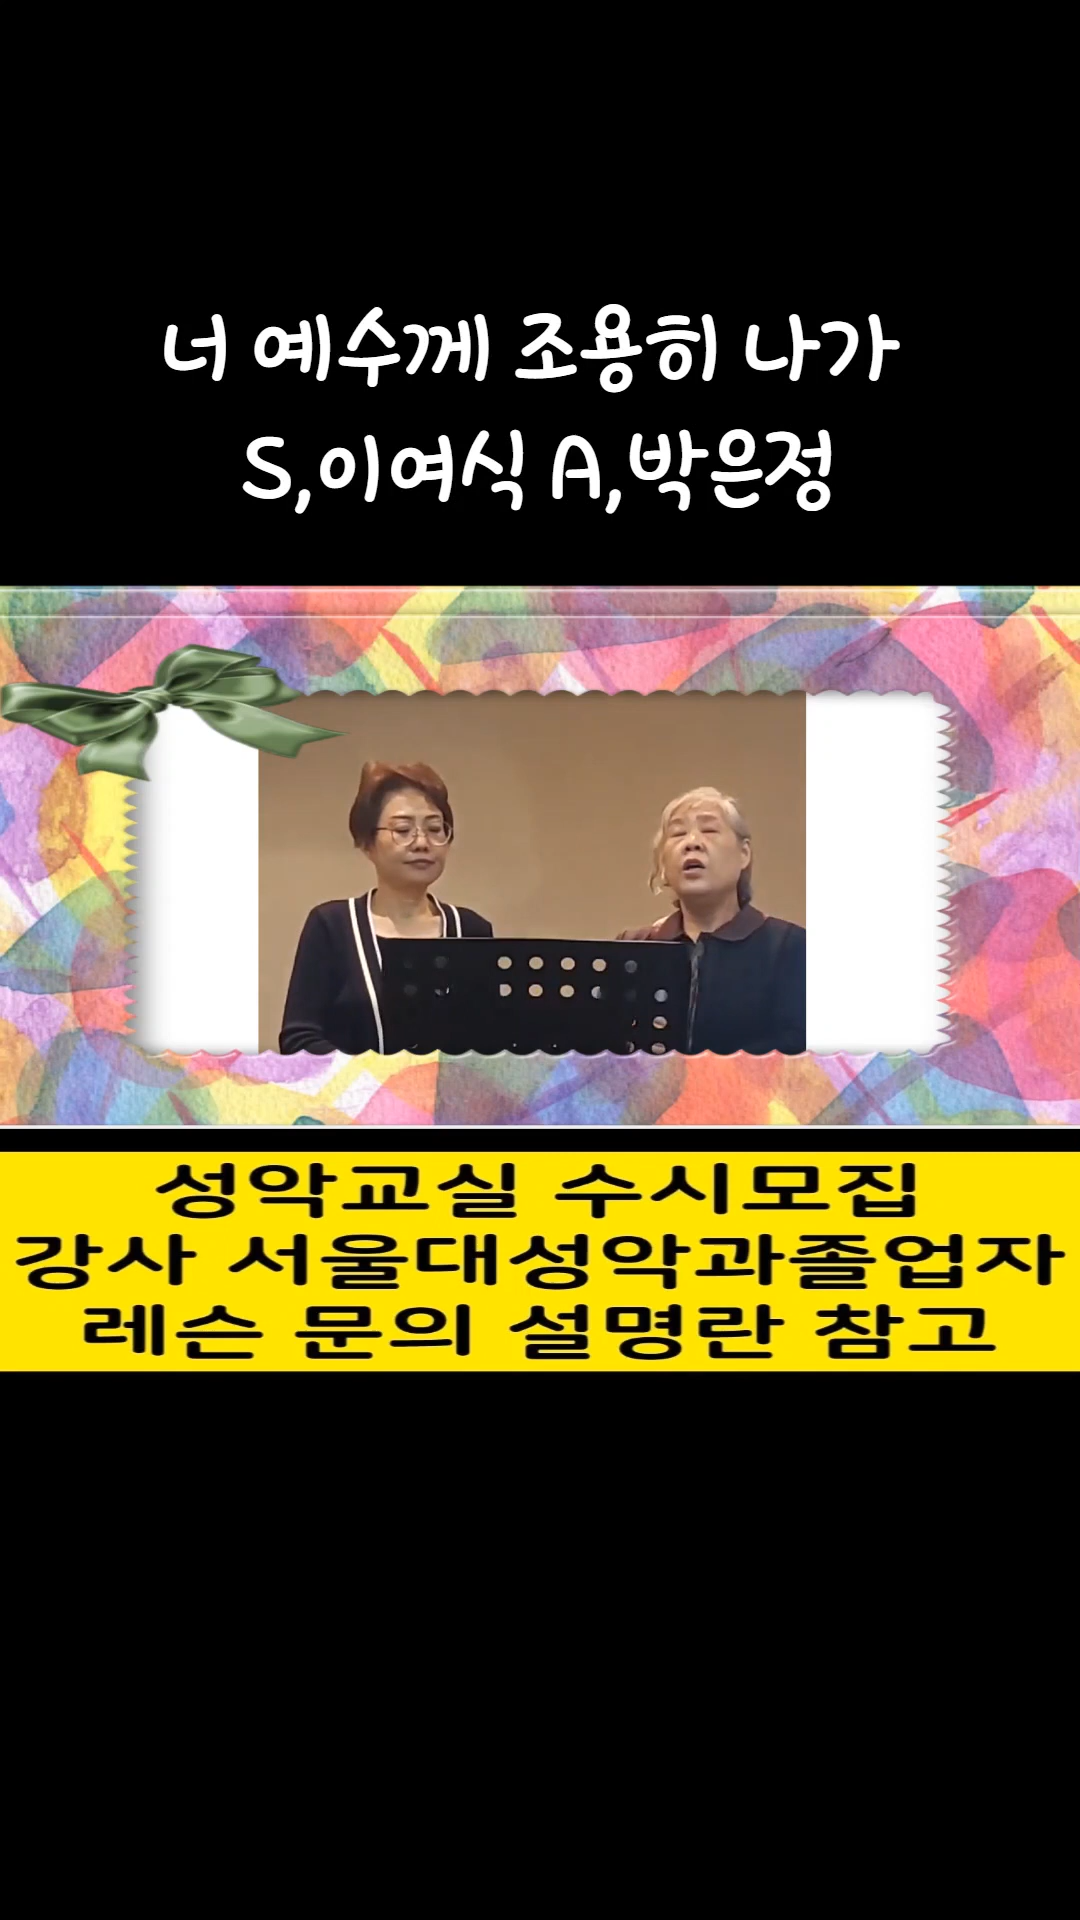 너 예수께 조용히 나가
S,이여식 A,박은정
성악교실 수시모집
강사 서울대성악과졸업자
레슨 문의 설명란 참고